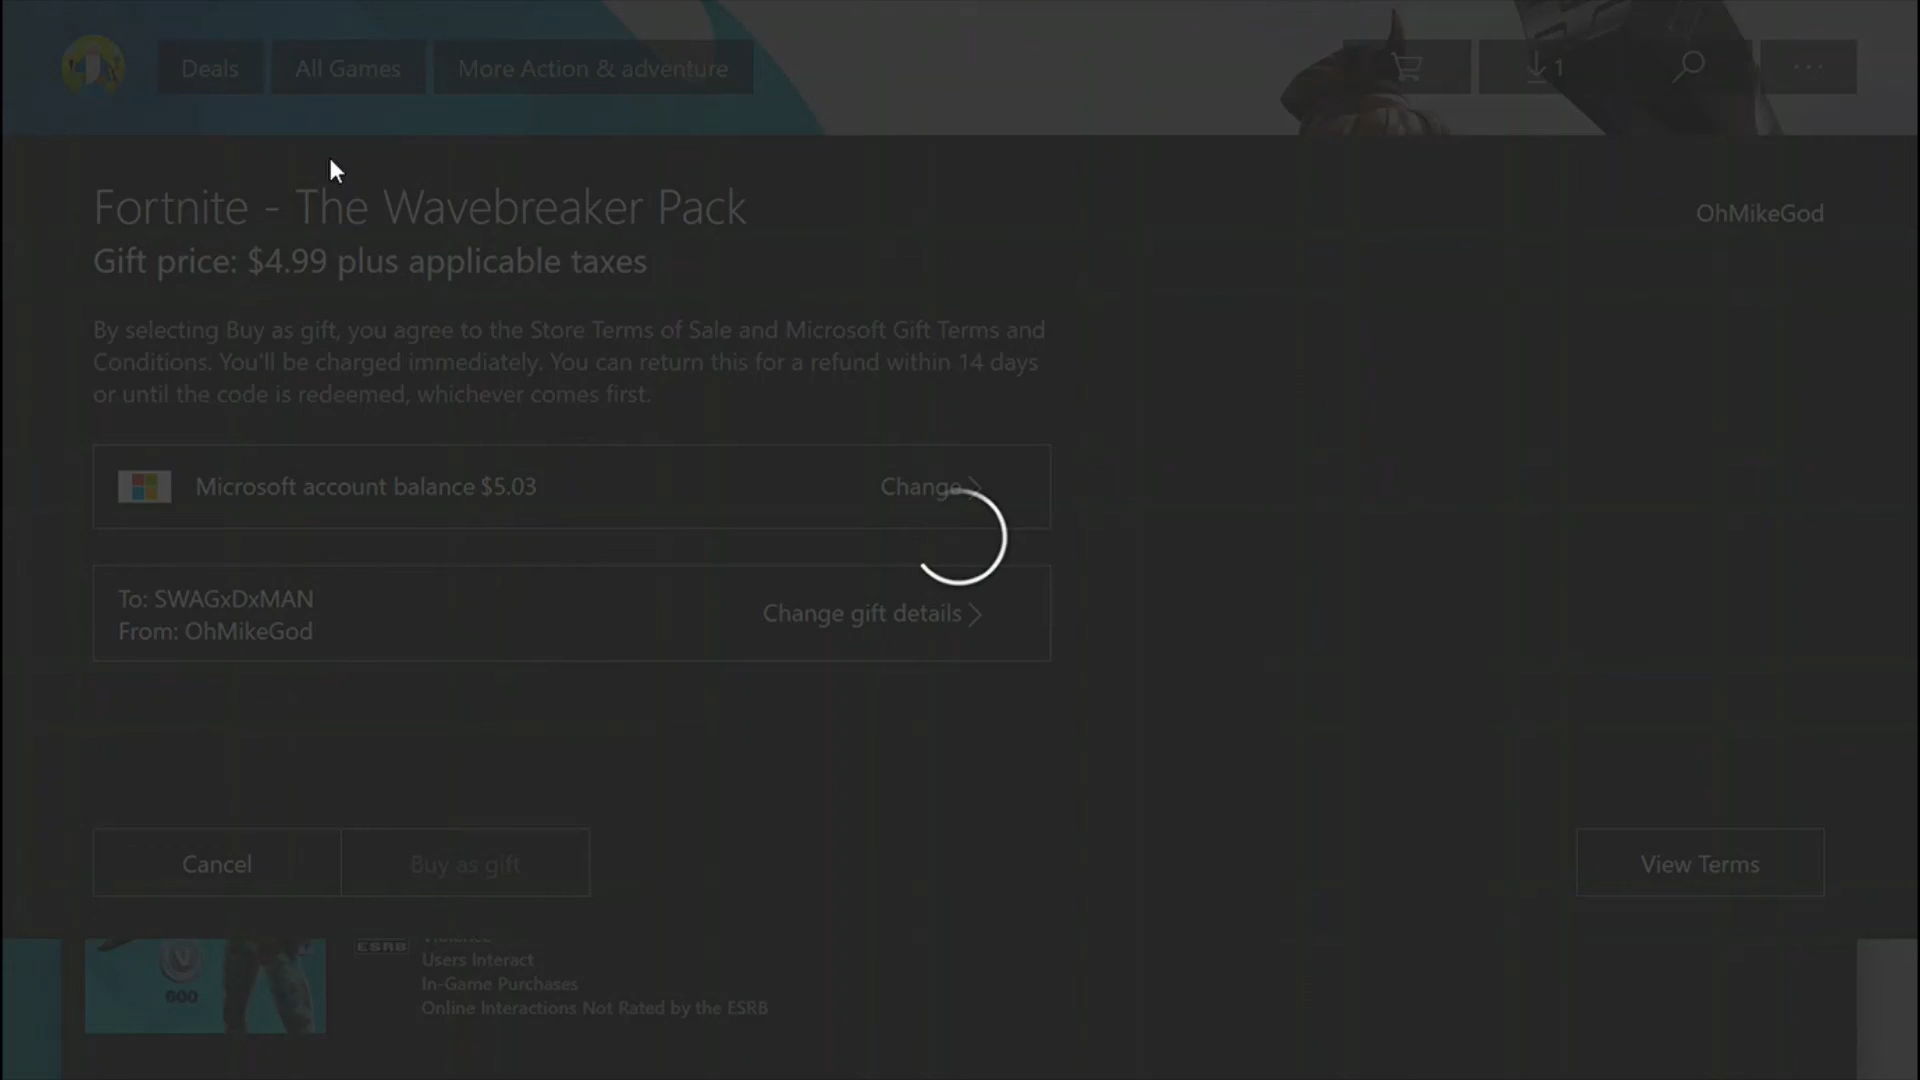 Deals
All Games
More Action & adventure
1
Fortnite - The Wavebreaker Pack
OhMikeGod
Gift price: $4.99 plus applicable taxes
By selecting Buy as gift, you agree to the Store Terms of Sale and Microsoft Gift Terms and
Conditions. You'll be charged immediately. You can return this for a refund within 14 days
or until the code is redeemed, whichever comes first.
Microsoft account balance $5.03
Change
To: SWAGxDxMAN
From: OhMikeGod
Change gift details
Cancel
Buy as gift
View Terms
600
ESRB
Violence
Users Interact
In-Game Purchases
Online Interactions Not Rated by the ESRB